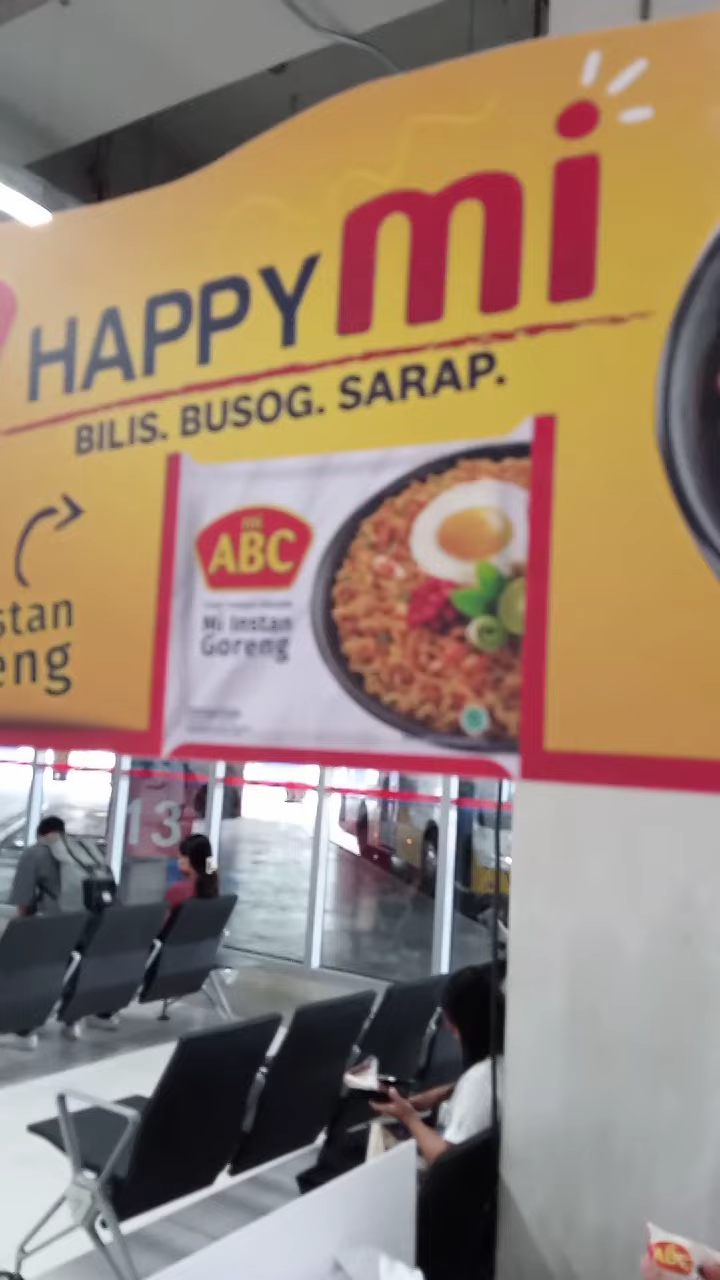 HAPPY mi
BILIS. BUSOG. SARAP.
ABC
Mi Instan
Goreng
stan
eng
13
ABC